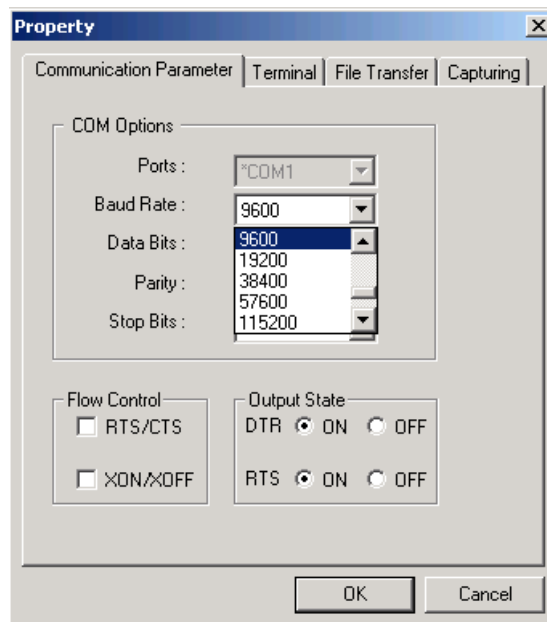 Property
Communication Parameter Terminal File Transfer Capturing
COM Options
Ports : *COM1
Baud Rate : 9600
Data Bits : 9600
19200
Parity : 38400
57600
Stop Bits : 115200
Flow Control Output State
RTS/CTS DTR ON OFF
XON/XOFF RTS ON OFF
OK Cancel